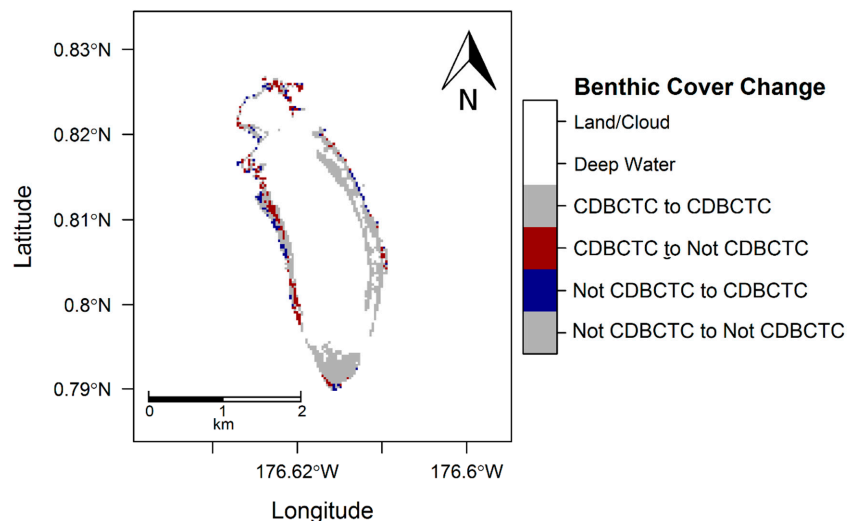 0.83°N
0.82°N
0.81°N
0.8°N
0.79°N
Latitude
N
0 1 2
km
176.62°W 176.6°W
Longitude
Benthic Cover Change
Land/Cloud
Deep Water
CDBCTC to CDBCTC
CDBCTC to Not CDBCTC
Not CDBCTC to CDBCTC
Not CDBCTC to Not CDBCTC